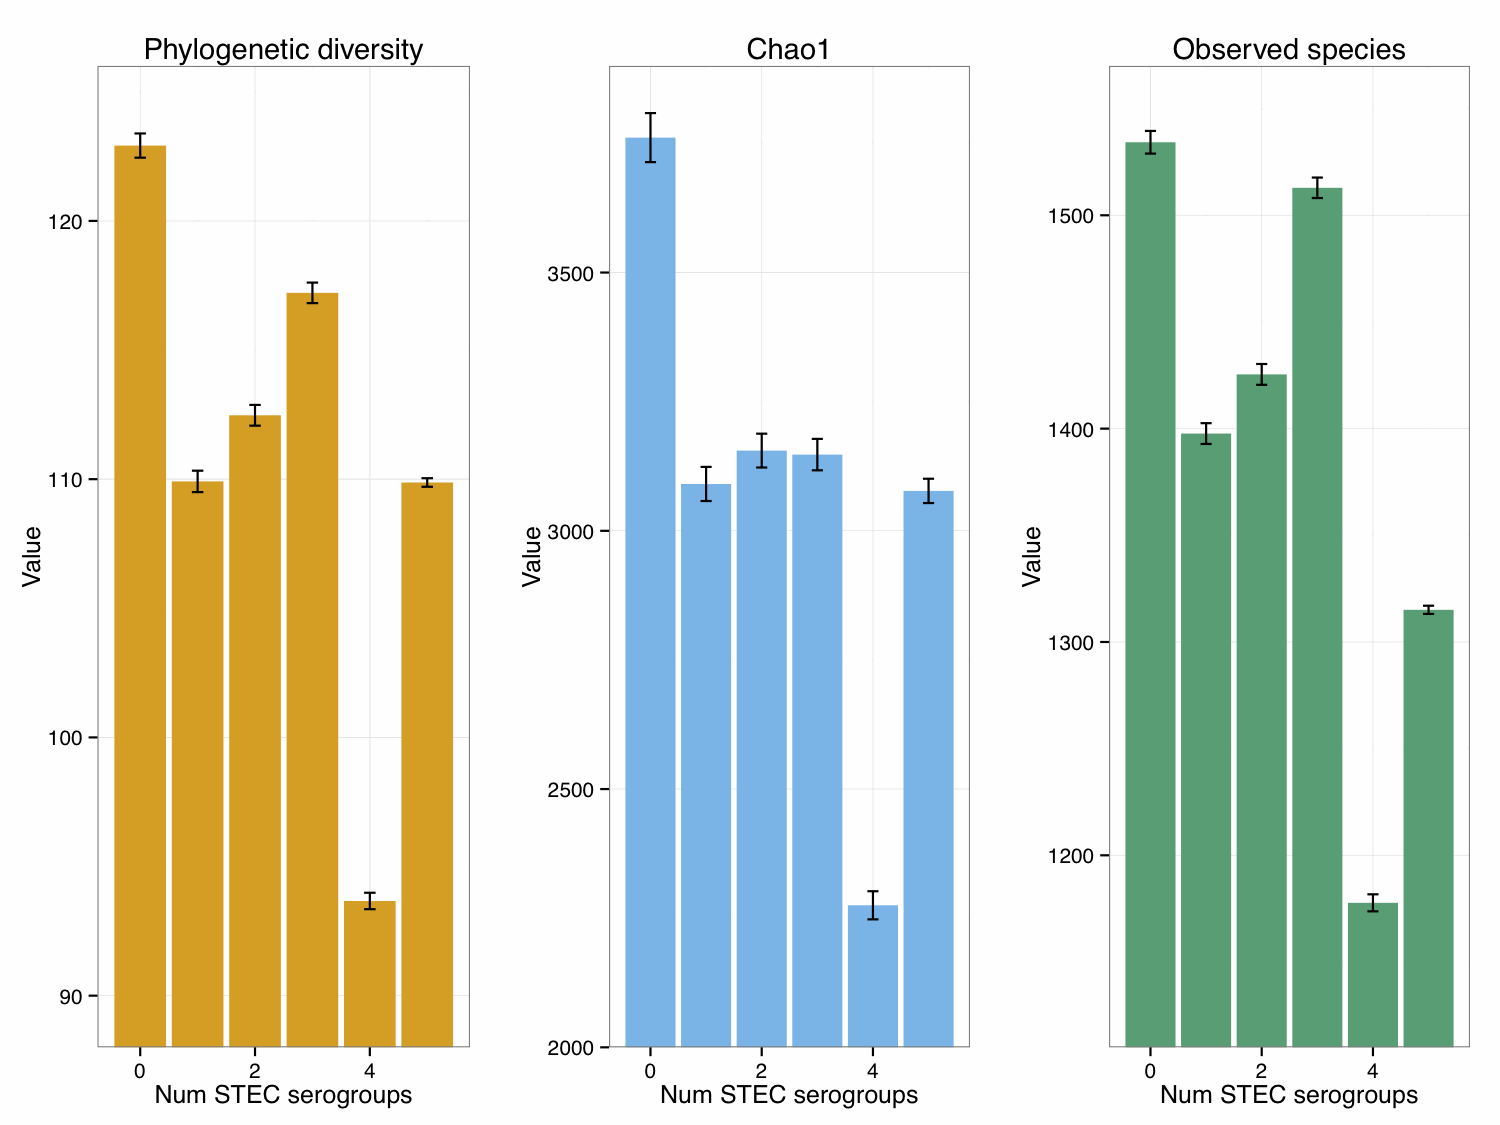 Phylogenetic diversity
Value
120
110
100
90
0 2 4
Num STEC serogroups
Chao1
Value
3500
3000
2500
2000
0 2 4
Num STEC serogroups
Observed species
Value
1500
1400
1300
1200
0 2 4
Num STEC serogroups